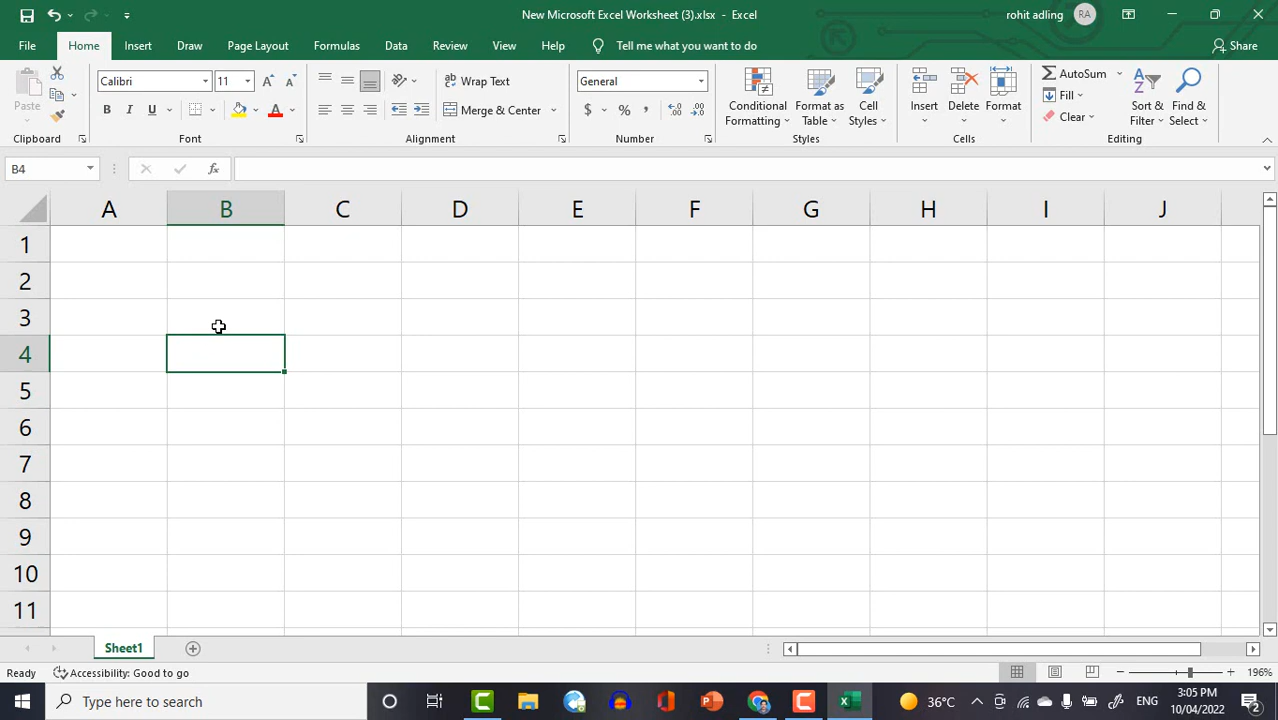 New Microsoft Excel Worksheet (3).xlsx - Excel
rohit adling
RA
File
Home
Insert
Draw
Page Layout
Formulas
Data
Review
View
Help
Tell me what you want to do
Share
Paste
Clipboard
Calibri
11
B I U
Font
Wrap Text
Merge & Center
Alignment
General
$ % ,
Number
Conditional Formatting
Format as Table
Cell Styles
Styles
Insert
Delete
Format
Cells
AutoSum
Fill
Clear
Sort & Filter
Find & Select
Editing
B4
fx
A B C D E F G H I J
1
2
3
4
5
6
7
8
9
10
11
Sheet1
Ready
Accessibility: Good to go
196%
Type here to search
36°C
ENG
3:05 PM
10/04/2022
2